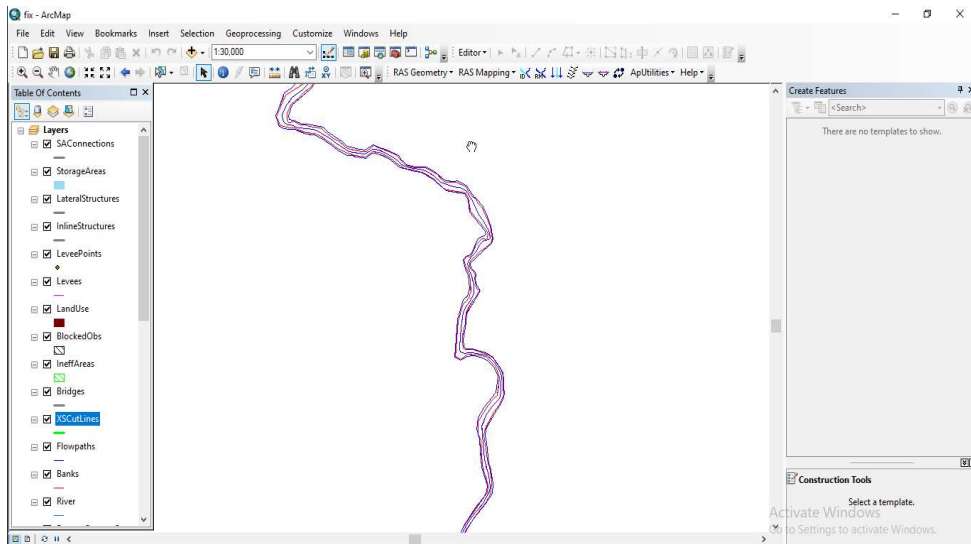 fix - ArcMap
File Edit View Bookmarks Insert Selection Geoprocessing Customize Windows Help
1:30,000
Editor
RAS Geometry RAS Mapping ApUtilities Help
Table Of Contents
Layers
SAConnections
StorageAreas
LateralStructures
InlineStructures
LeveePoints
Levees
LandUse
BlockedObs
IneffAreas
Bridges
XSCutLines
Flowpaths
Banks
River
Create Features
<Search>
There are no templates to show.
Construction Tools
Select a template.
Activate Windows
Go to Settings to activate Windows.